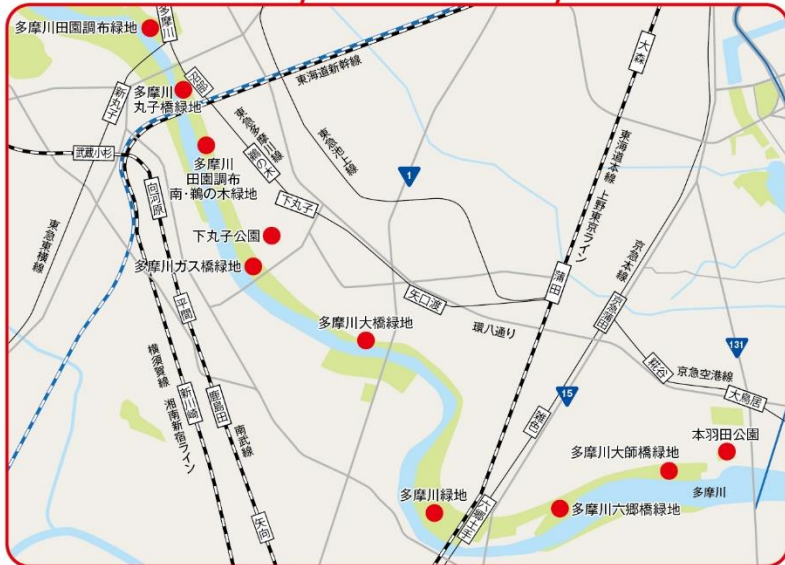 多摩川田園調布緑地
多摩川
沼部
多摩川
丸子橋緑地
新丸子
東海道新幹線
東急多摩川線
東急池上線
大森
武蔵小杉
多摩川
田園調布
南・鵜の木緑地
鵜の木
1
東海道本線 上野東京ライン
向河原
東急東横線
下丸子公園
下丸子
京急本線
多摩川ガス橋緑地
平間
矢口渡
蒲田
京急蒲田
多摩川大橋緑地
環八通り
131
横須賀線 湘南新宿ライン
新川崎
鹿島田
南武線
糀谷
京急空港線
大鳥居
15
雑色
本羽田公園
多摩川大師橋緑地
多摩川
多摩川緑地
六郷土手
多摩川六郷橋緑地
矢向